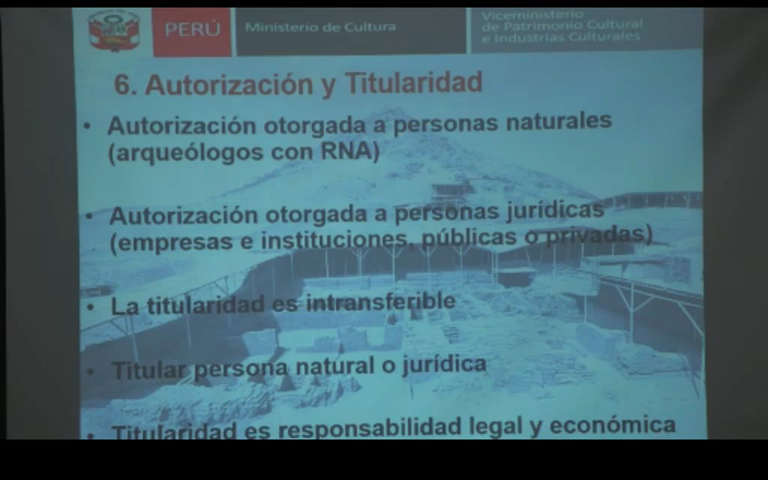 PERÚ
Ministerio de Cultura
Viceministerio
de Patrimonio Cultural
e Industrias Culturales
6. Autorización y Titularidad
• Autorización otorgada a personas naturales
(arqueólogos con RNA)
• Autorización otorgada a personas jurídicas
(empresas e instituciones, públicas o privadas)
• La titularidad es intransferible
• Titular persona natural o jurídica
• Titularidad es responsabilidad legal y económica